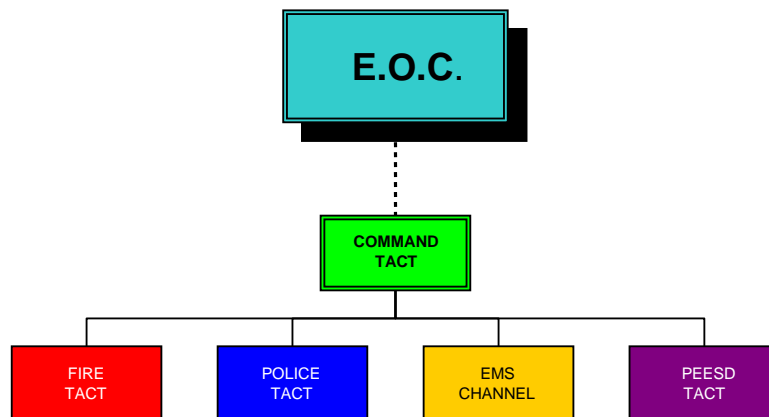 E.O.C.
COMMAND
TACT
FIRE
TACT
POLICE
TACT
EMS
CHANNEL
PEESD
TACT